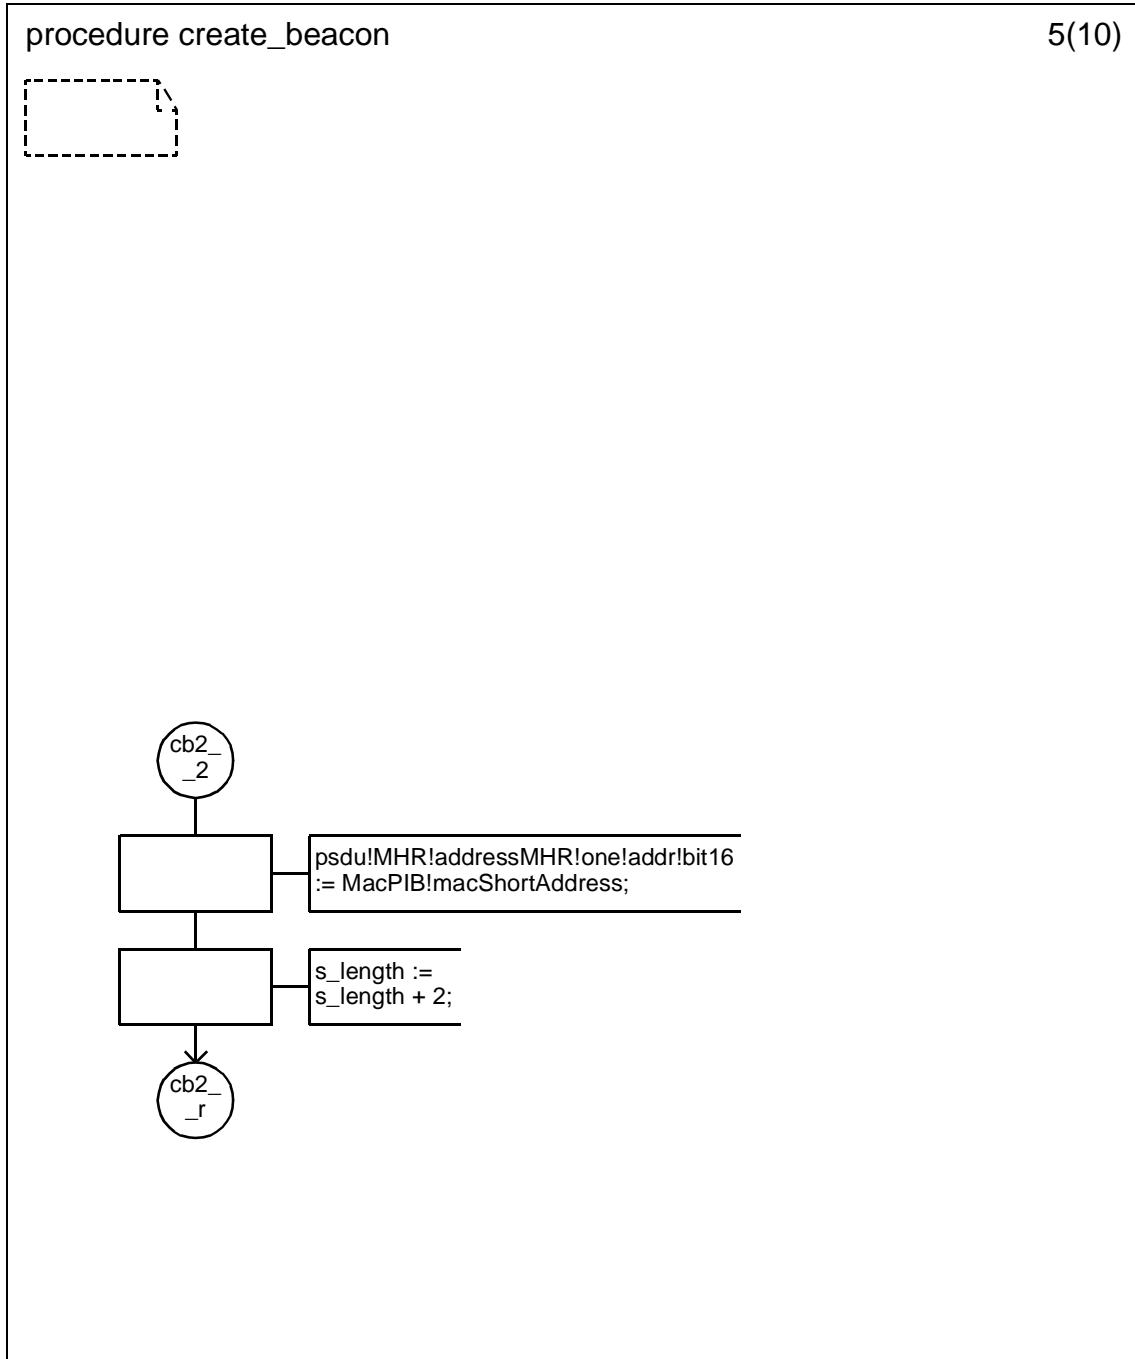 procedure create_beacon
5(10)
cb2_
_2
psdu!MHR!addressMHR!one!addr!bit16
:= MacPIB!macShortAddress;
s_length :=
s_length + 2;
cb2_
_r